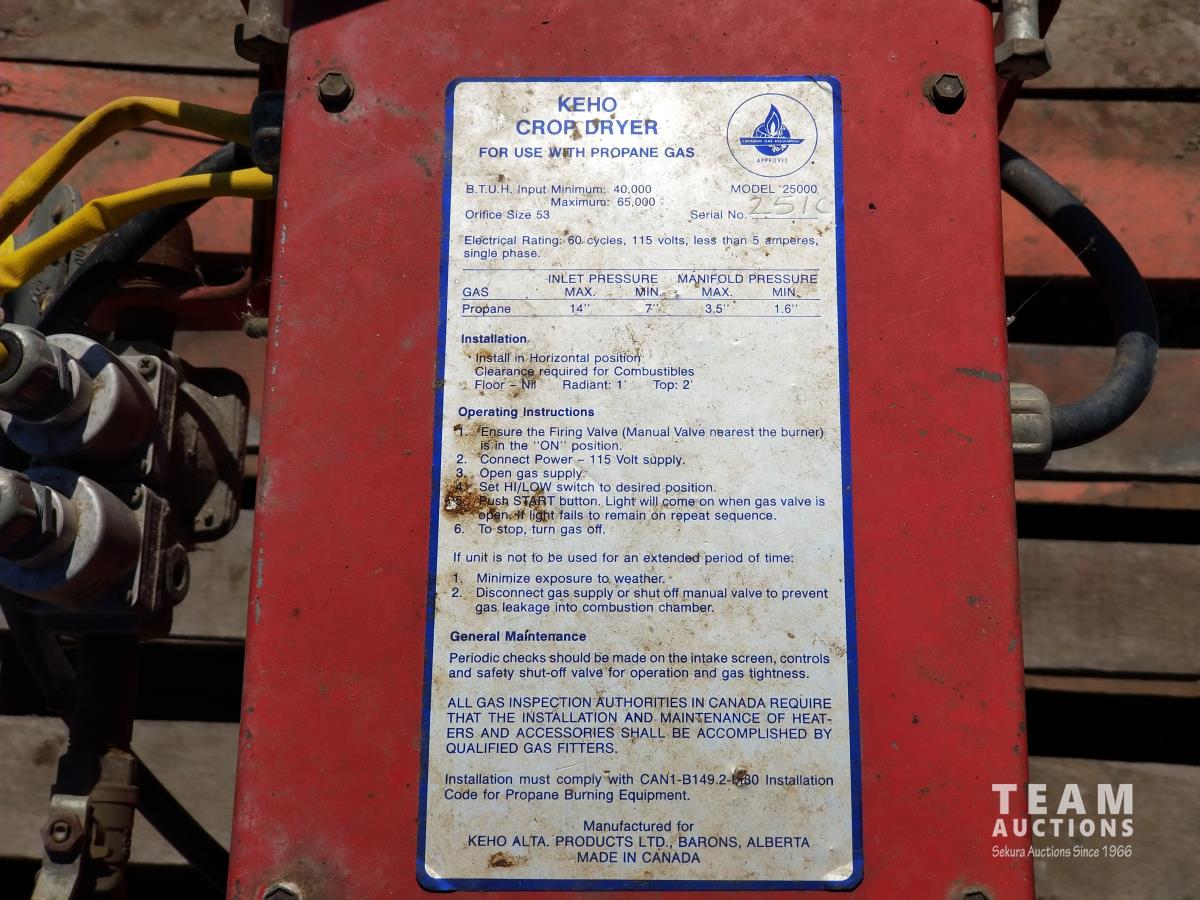 KEHO
CROP DRYER
FOR USE WITH PROPANE GAS
CANADIAN GAS ASSOCIATION
APPROVED
B.T.U.H. Input Minimum: 40,000 MODEL 25000
Maximum: 65,000
Orifice Size 53 Serial No. 251C
Electrical Rating: 60 cycles, 115 volts, less than 5 amperes,
single phase.
INLET PRESSURE MANIFOLD PRESSURE
GAS MAX. MIN. MAX. MIN.
Propane 14'' 7'' 3.5'' 1.6''
Installation
Install in Horizontal position
Clearance required for Combustibles
Floor – Nil Radiant: 1' Top: 2'
Operating Instructions
1. Ensure the Firing Valve (Manual Valve nearest the burner)
is in the ''ON'' position.
2. Connect Power – 115 Volt supply.
3. Open gas supply.
4. Set HI/LOW switch to desired position.
5. Push START button. Light will come on when gas valve is
open. If light fails to remain on repeat sequence.
6. To stop, turn gas off.
If unit is not to be used for an extended period of time:
1. Minimize exposure to weather.
2. Disconnect gas supply or shut off manual valve to prevent
gas leakage into combustion chamber.
General Maintenance
Periodic checks should be made on the intake screen, controls
and safety shut-off valve for operation and gas tightness.
ALL GAS INSPECTION AUTHORITIES IN CANADA REQUIRE
THAT THE INSTALLATION AND MAINTENANCE OF HEAT-
ERS AND ACCESSORIES SHALL BE ACCOMPLISHED BY
QUALIFIED GAS FITTERS.
Installation must comply with Installation
Code for Propane Burning Equipment.
Manufactured for
KEHO ALTA. PRODUCTS LTD., BARONS, ALBERTA
MADE IN CANADA
TEAM
AUCTIONS
Sekura Auctions Since 1966